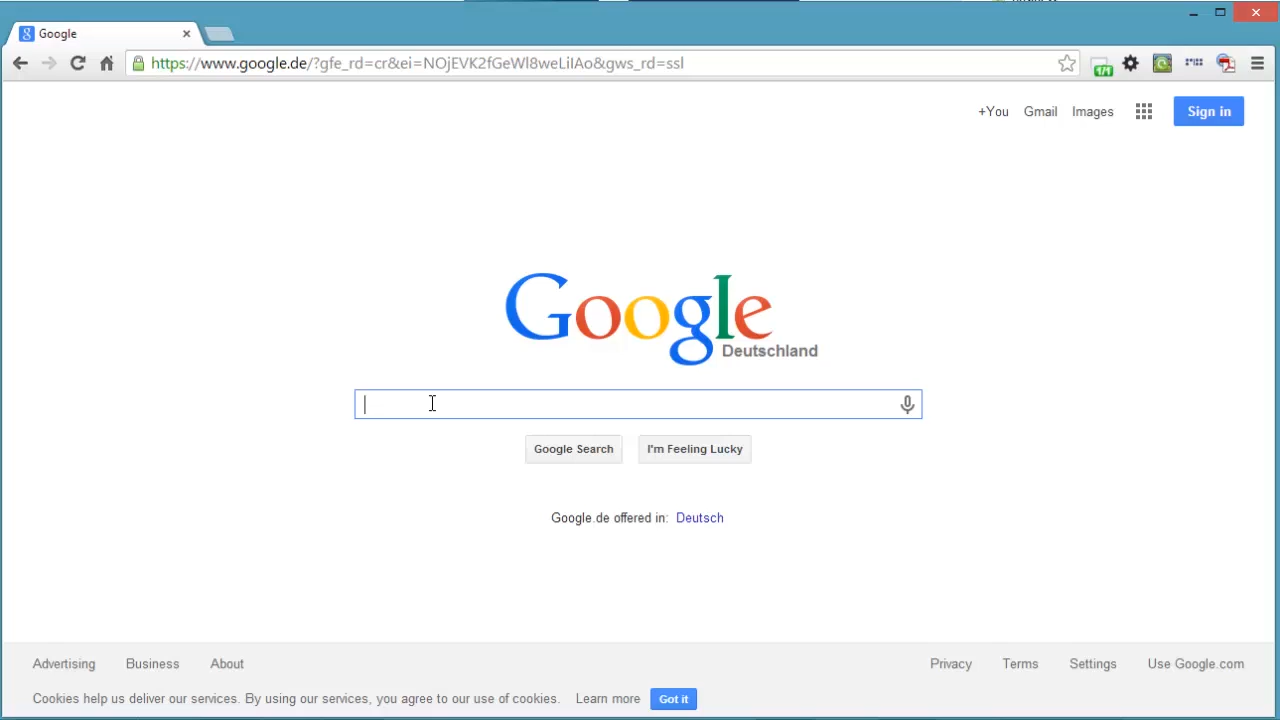 Google
https://www.google.de/?gfe_rd=cr&ei=NOjEVK2fGeWl8weLiIAo&gws_rd=ssl
+You Gmail Images Sign in
Google
Deutschland
Google Search I'm Feeling Lucky
Google.de offered in: Deutsch
Advertising Business About Privacy Terms Settings Use Google.com
Cookies help us deliver our services. By using our services, you agree to our use of cookies. Learn more Got it